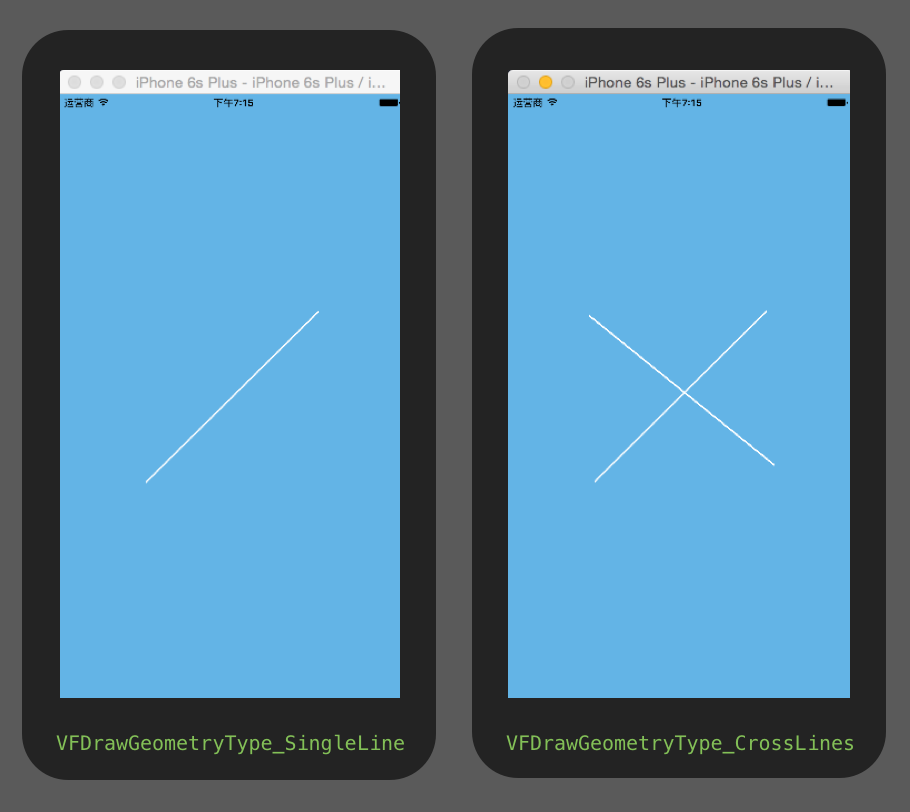 iPhone 6s Plus - iPhone 6s Plus / i...
运营商 下午7:15
VFDrawGeometryType_SingleLine
iPhone 6s Plus - iPhone 6s Plus / i...
运营商 下午7:15
VFDrawGeometryType_CrossLines